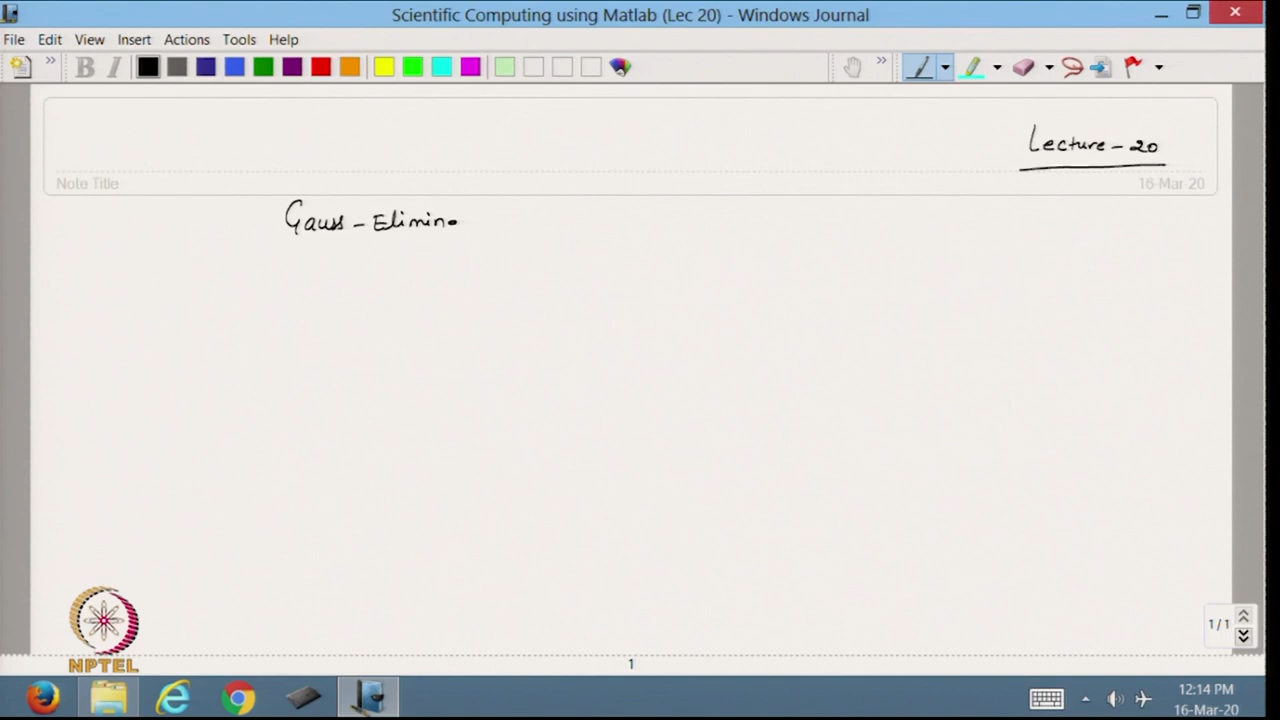 Scientific Computing using Matlab (Lec 20) - Windows Journal
File Edit View Insert Actions Tools Help
B I
Lecture - 20
Note Title
16-Mar-20
Gauss - Elimin
1/1
NPTEL
1
12:14 PM
16-Mar-20